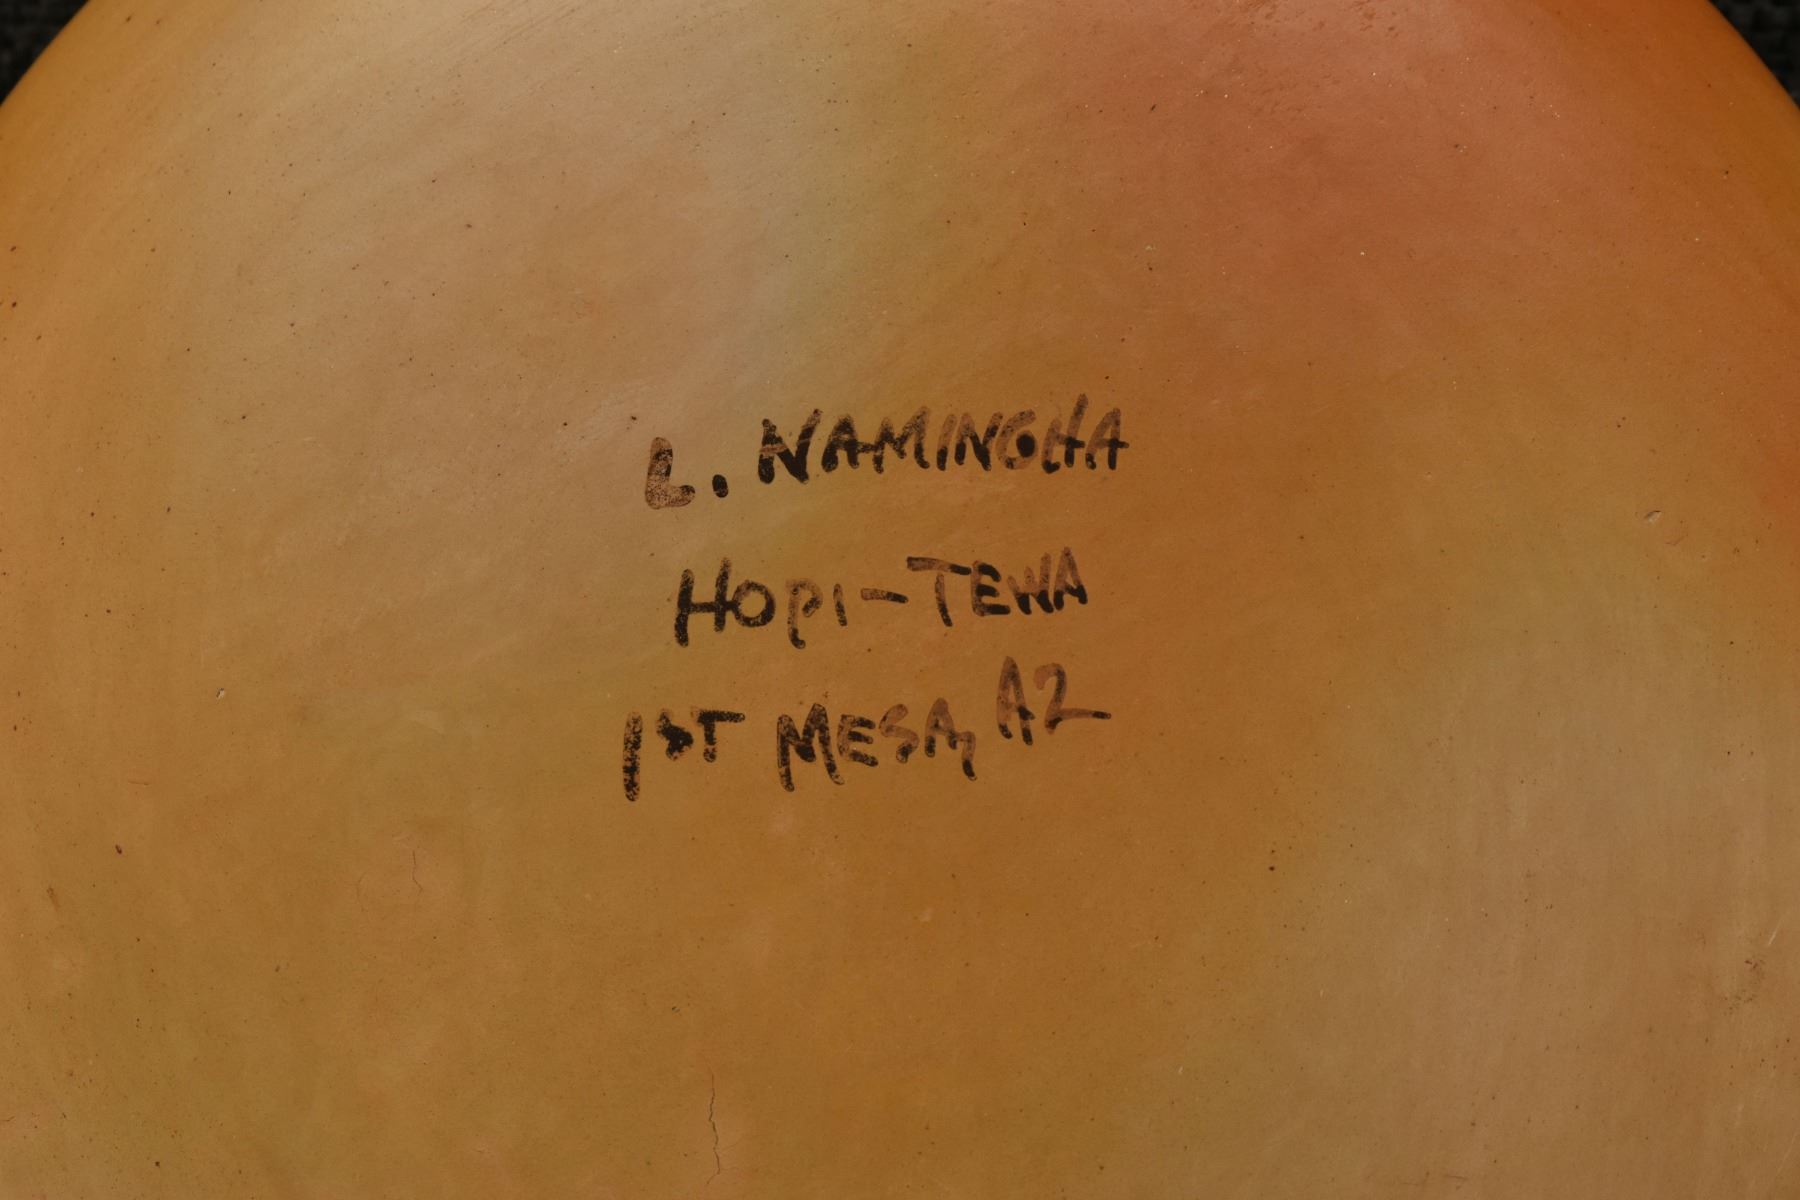 L. NAMINGHA
HOPI-TEWA
1ST MESA, AZ